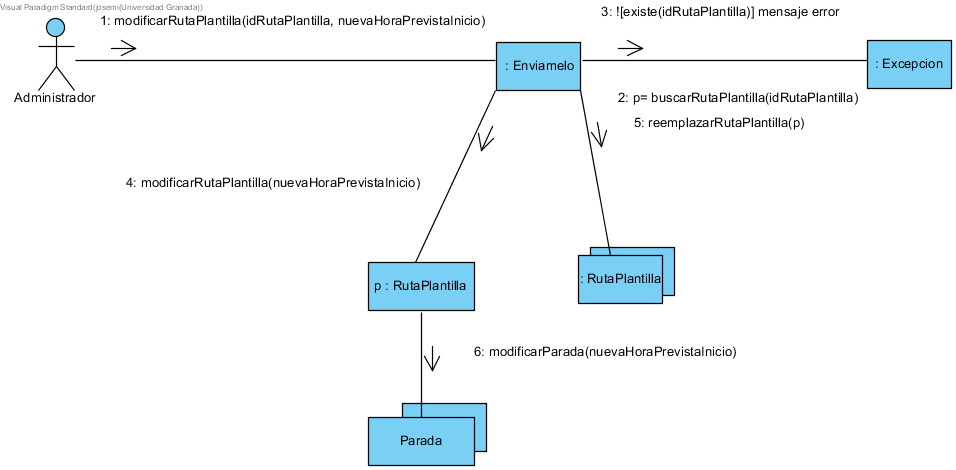 Visual Paradigm Standard(josemi(Universidad Granada))
3: ![existe(idRutaPlantilla)] mensaje error
1: modificarRutaPlantilla(idRutaPlantilla, nuevaHoraPrevistaInicio)
: Enviamelo
: Excepcion
Administrador
2: p= buscarRutaPlantilla(idRutaPlantilla)
5: reemplazarRutaPlantilla(p)
4: modificarRutaPlantilla(nuevaHoraPrevistaInicio)
p : RutaPlantilla
: RutaPlantilla
6: modificarParada(nuevaHoraPrevistaInicio)
Parada